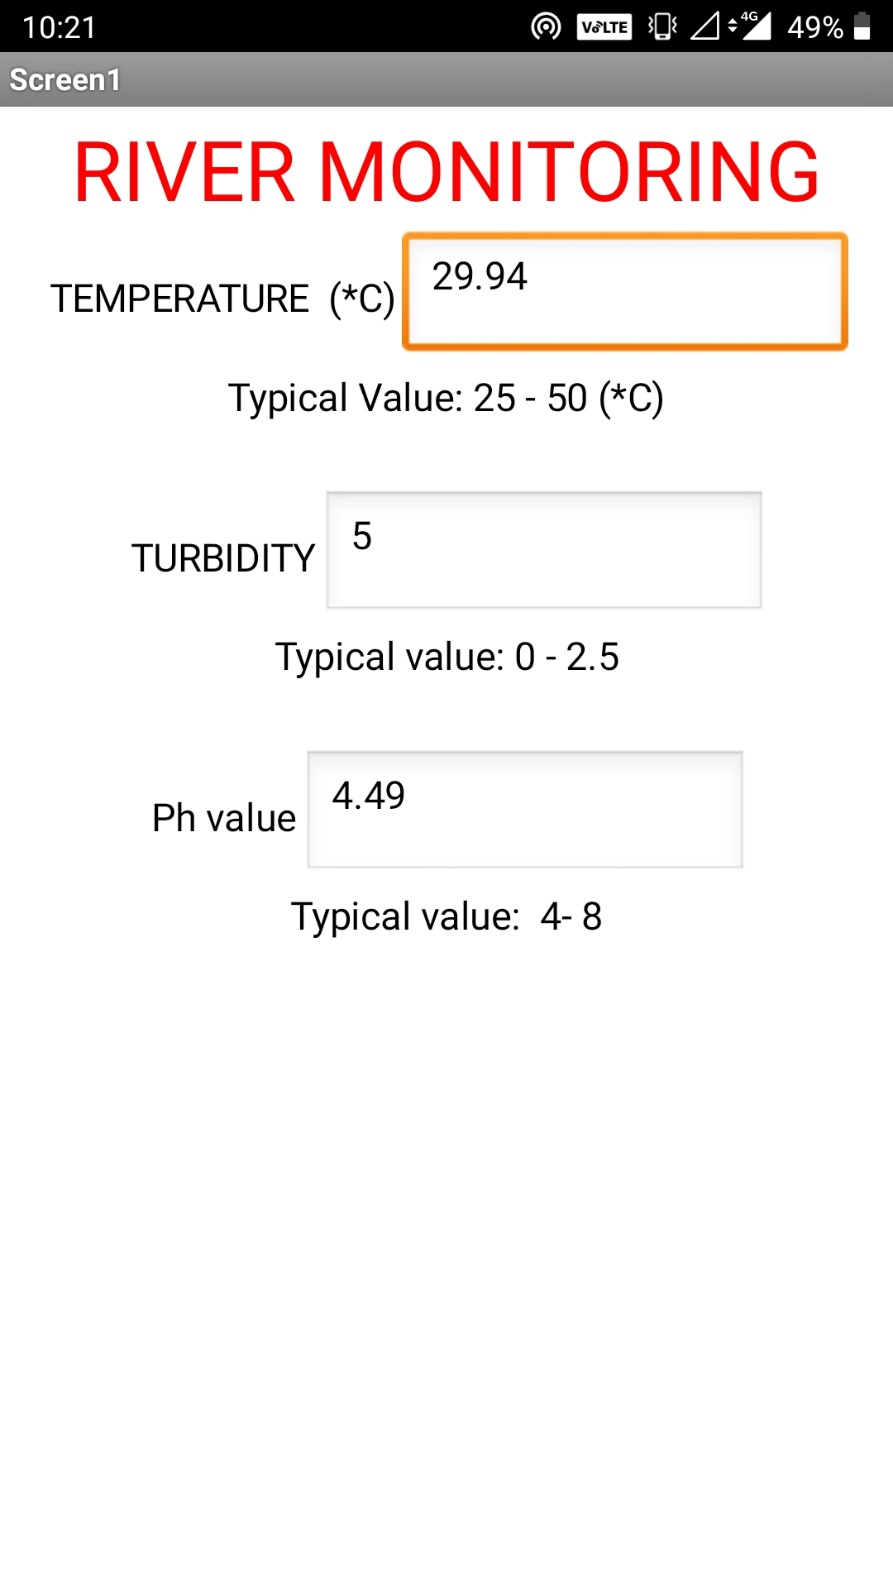 10:21 VoLTE 4G 49%
Screen1
RIVER MONITORING
TEMPERATURE (*C) 29.94
Typical Value: 25 - 50 (*C)
TURBIDITY 5
Typical value: 0 - 2.5
Ph value 4.49
Typical value:  4- 8